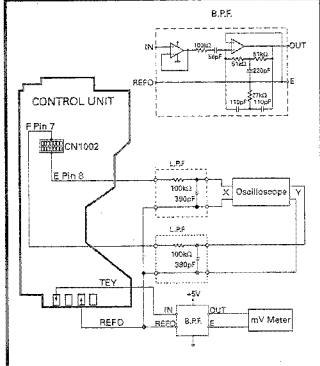 B.P.F.
IN
100kΩ
56pF
OUT
51kΩ
51kΩ
220pF
REFO
E
27kΩ
110pF
110pF
CONTROL UNIT
F Pin 7
CN1002
E Pin 8
L.P.F
100kΩ
390pF
X
Oscilloscope
Y
L.P.F
100kΩ
390pF
TEY
+5V
IN
OUT
REFO
REFO
B.P.F.
E
mV Meter